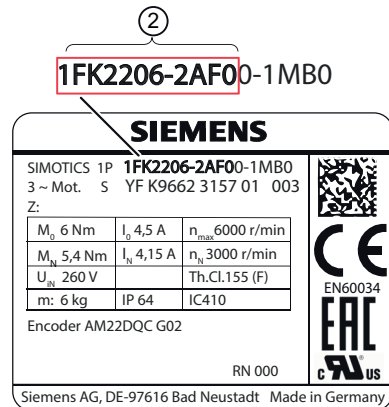 2
1FK2206-2AF00-1MB0
SIEMENS
SIMOTICS 1P 1FK2206-2AF00-1MB0
3 ~ Mot. S YF K9662 3157 01 003
Z:
M0 6 Nm I0 4,5 A nmax6000 r/min
MN 5,4 Nm IN 4,15 A nN 3000 r/min
UiN 260 V Th.Cl.155 (F)
m: 6 kg IP 64 IC410
Encoder AM22DQC G02
RN 000
CE
EN60034
EAC
c RU US
Siemens AG, DE-97616 Bad Neustadt Made in Germany